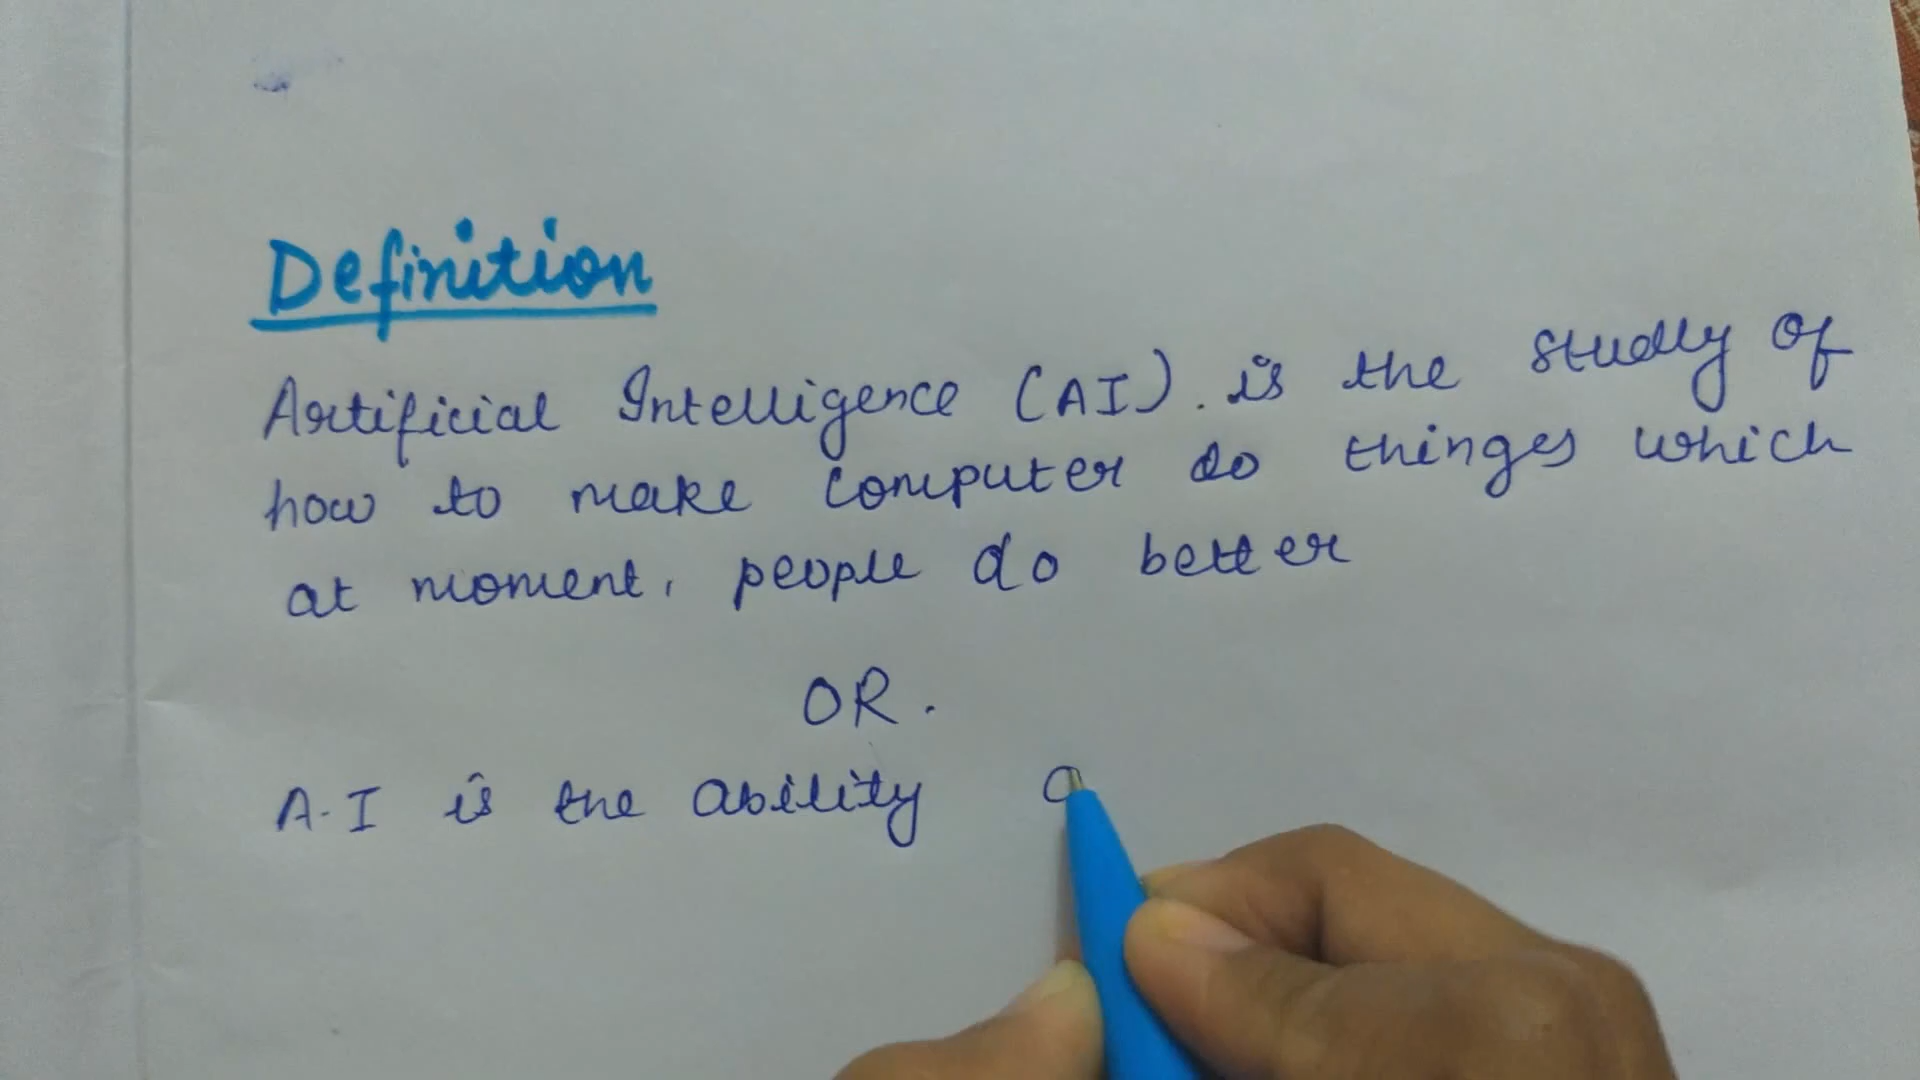 Definition
Artificial Intelligence (AI). is the study of
how to make computer do thinges which
at moment, people do better
OR.
A.I is the ability